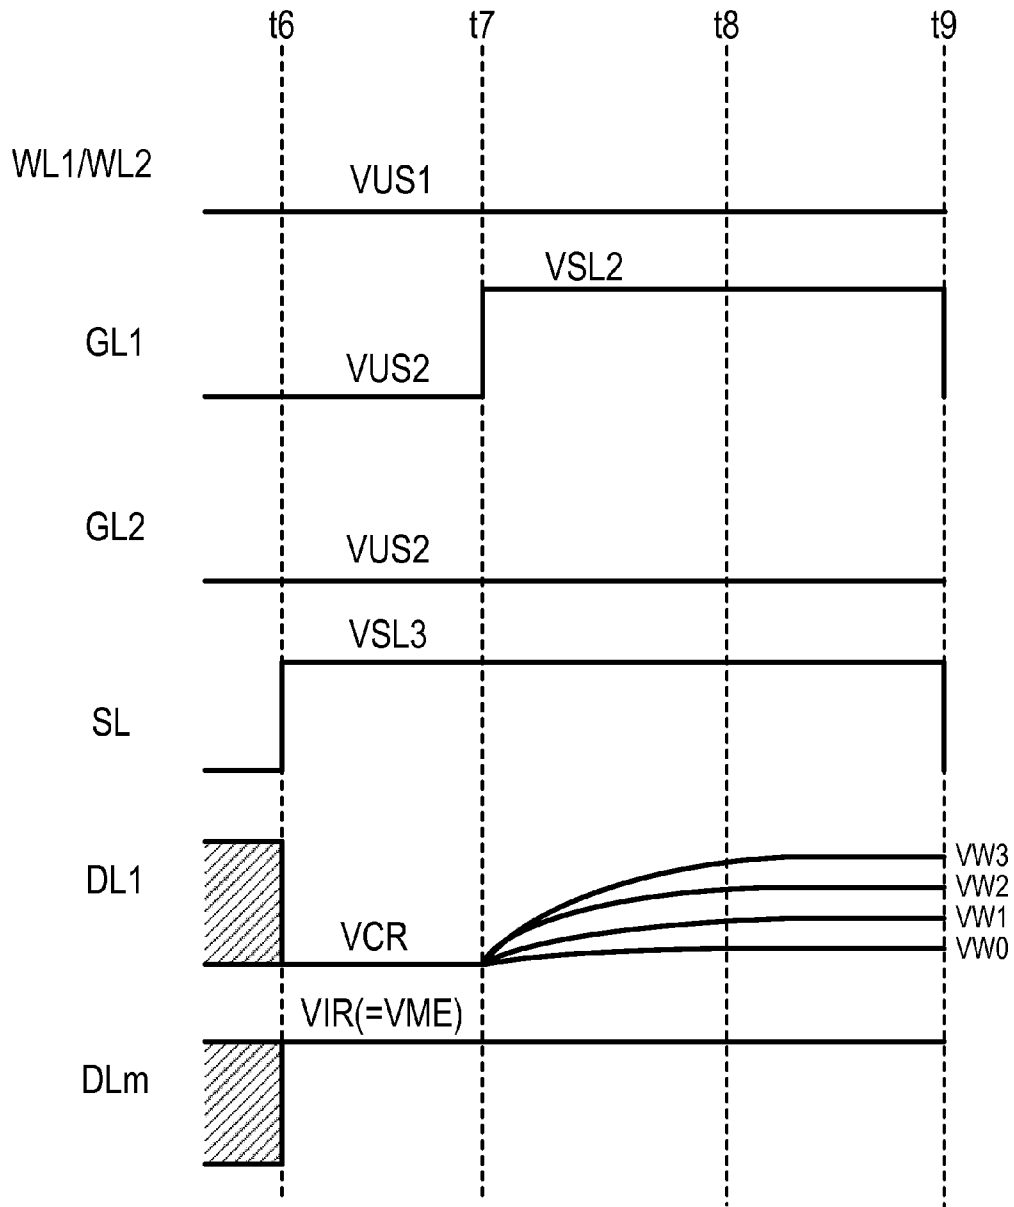 t6 t7 t8 t9
WL1/WL2
VUS1
VSL2
GL1
VUS2
GL2
VUS2
VSL3
SL
DL1
VCR
VW3
VW2
VW1
VW0
VIR(=VME)
DLm